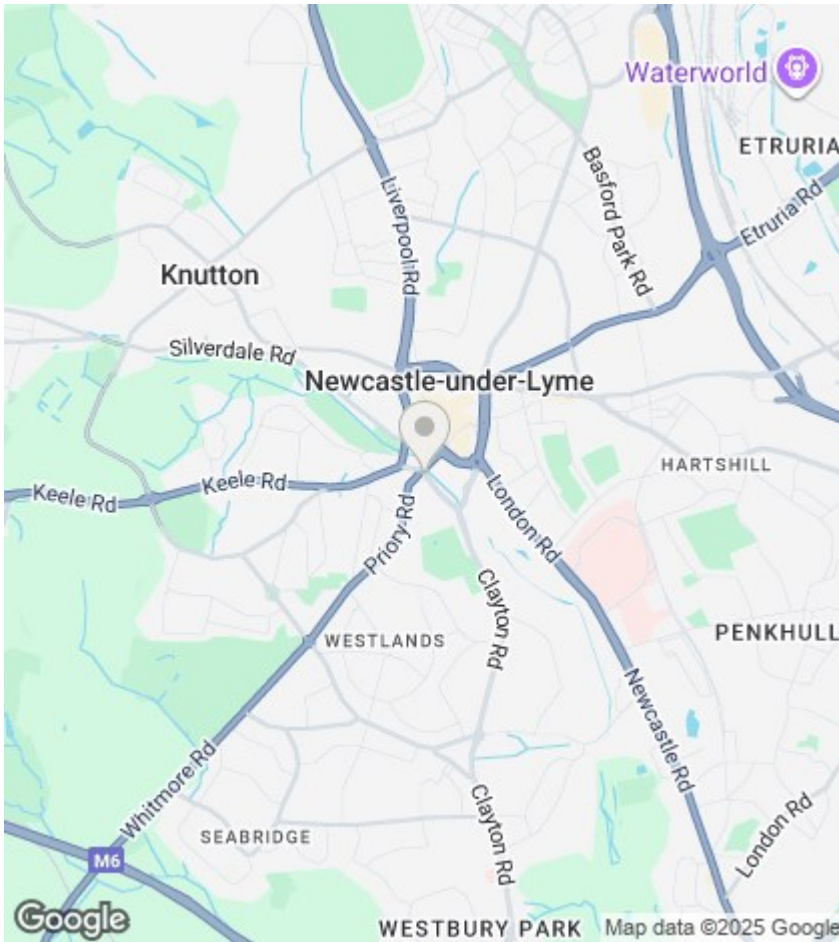 Waterworld
ETRURIA
Basford Park Rd
Etruria Rd
Liverpool Rd
Knutton
Silverdale Rd
Newcastle-under-Lyme
HARTSHILL
Keele Rd
Keele Rd
London Rd
Priory Rd
Clayton Rd
WESTLANDS
PENKHULL
Newcastle Rd
Whitmore Rd
Clayton Rd
London Rd
SEABRIDGE
M6
Google
WESTBURY PARK
Map data ©2025 Google